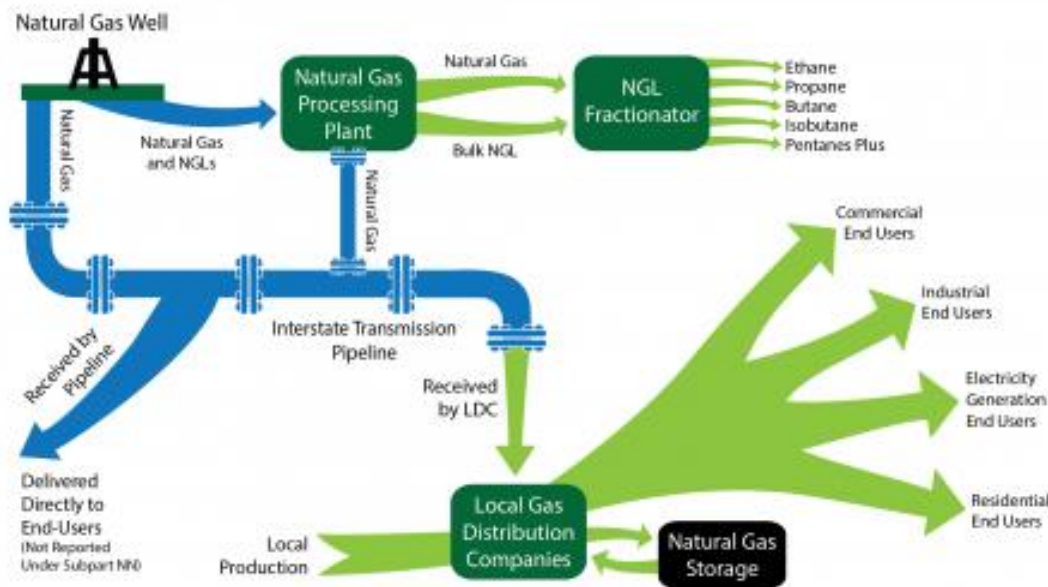 Natural Gas Well
Natural Gas
Natural Gas
and NGLs
Natural Gas
Processing
Plant
Natural Gas
Bulk NGL
NGL
Fractionator
Ethane
Propane
Butane
Isobutane
Pentanes Plus
Natural Gas
Interstate Transmission
Pipeline
Received by
Pipeline
Delivered
Directly to
End-Users
(Not Reported
Under Subpart NN)
Received
by LDC
Local
Production
Local Gas
Distribution
Companies
Natural Gas
Storage
Commercial
End Users
Industrial
End Users
Electricity
Generation
End Users
Residential
End Users